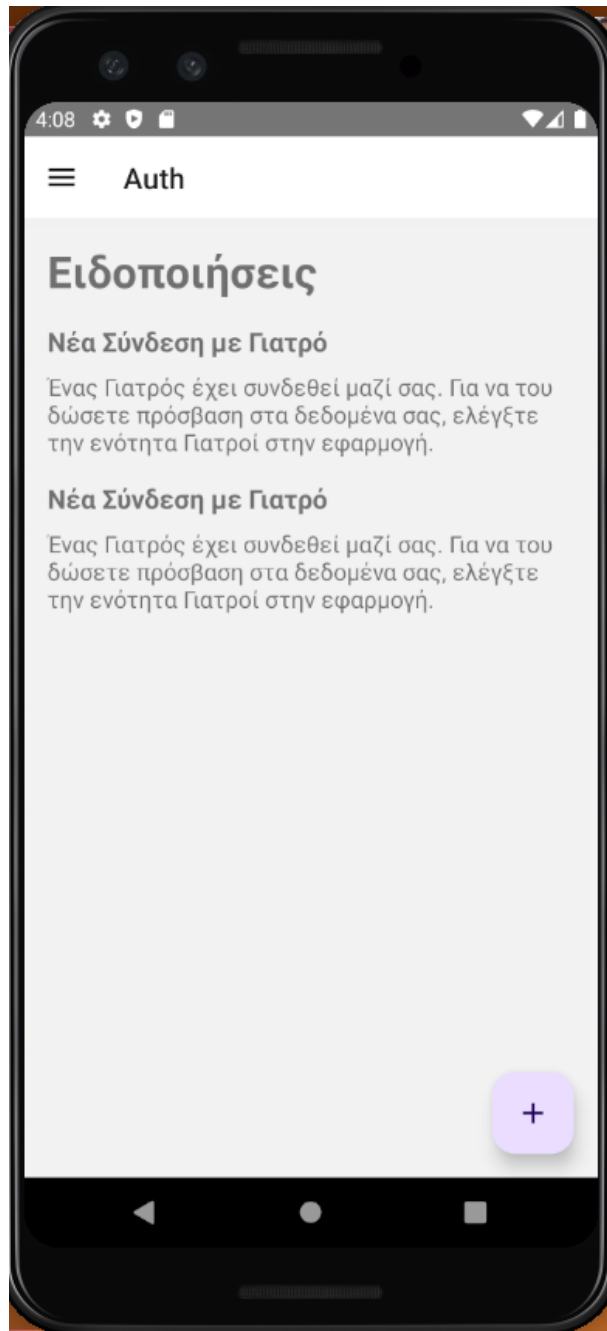 4:08
Auth
Ειδοποιήσεις
Νέα Σύνδεση με Γιατρό
Ένας Γιατρός έχει συνδεθεί μαζί σας. Για να του
δώσετε πρόσβαση στα δεδομένα σας, ελέγξτε
την ενότητα Γιατροί στην εφαρμογή.
Νέα Σύνδεση με Γιατρό
Ένας Γιατρός έχει συνδεθεί μαζί σας. Για να του
δώσετε πρόσβαση στα δεδομένα σας, ελέγξτε
την ενότητα Γιατροί στην εφαρμογή.